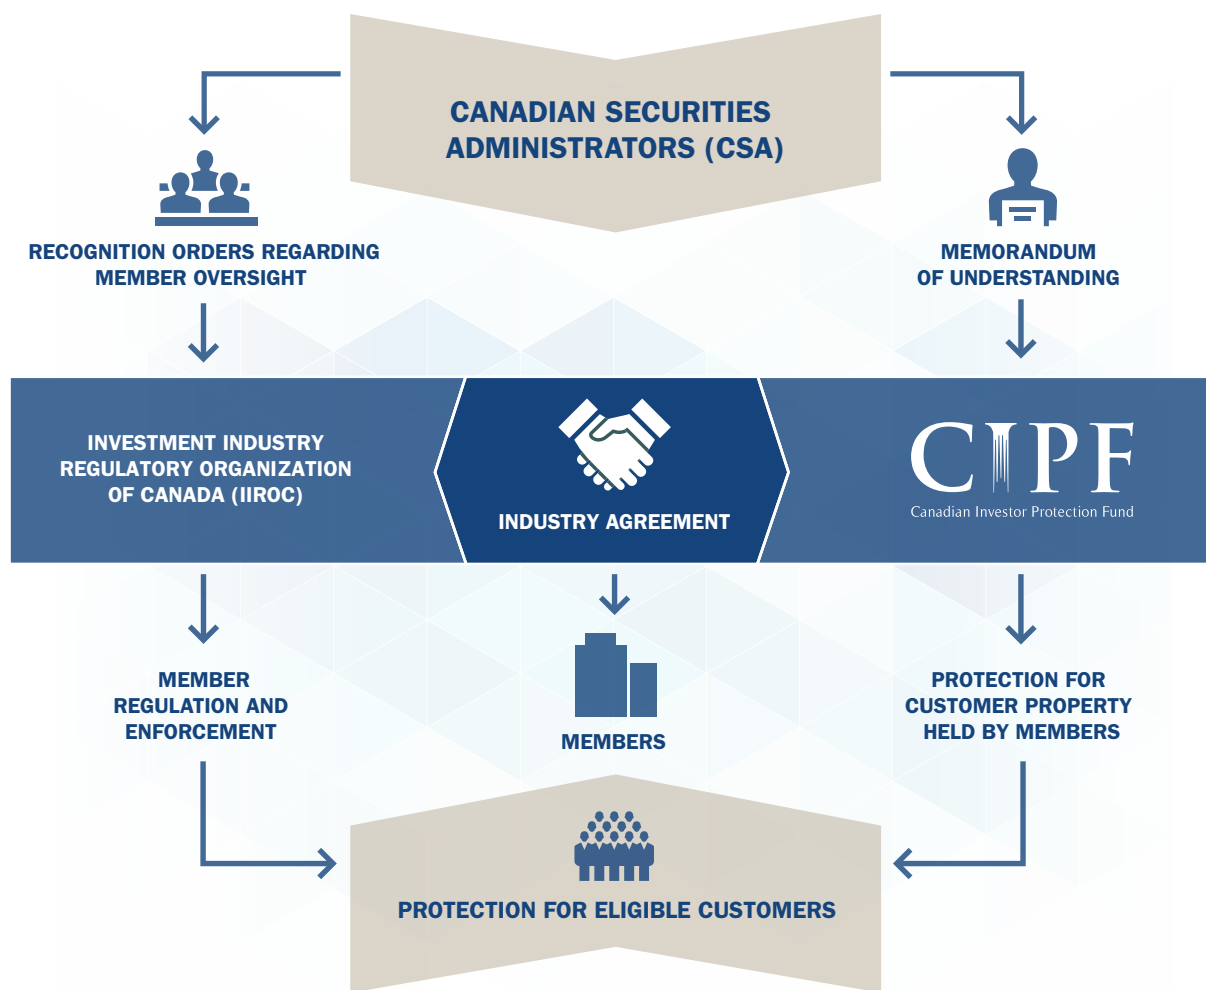 CANADIAN SECURITIES
ADMINISTRATORS (CSA)
RECOGNITION ORDERS REGARDING
MEMBER OVERSIGHT
MEMORANDUM
OF UNDERSTANDING
INVESTMENT INDUSTRY
REGULATORY ORGANIZATION
OF CANADA (IIROC)
INDUSTRY AGREEMENT
CIPF
Canadian Investor Protection Fund
MEMBER
REGULATION AND
ENFORCEMENT
MEMBERS
PROTECTION FOR
CUSTOMER PROPERTY
HELD BY MEMBERS
PROTECTION FOR ELIGIBLE CUSTOMERS